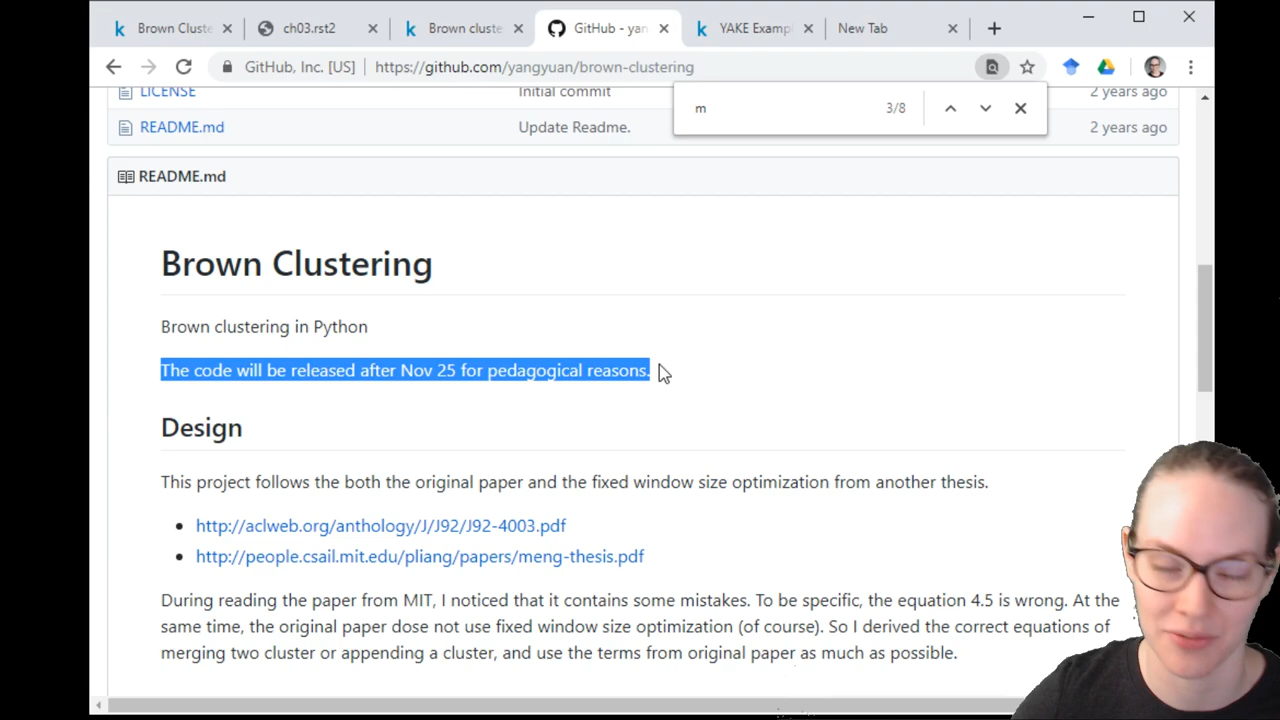 Brown Cluste
ch03.rst2
Brown cluste
GitHub - yan
YAKE Examp
New Tab
GitHub, Inc. [US]
https://github.com/yangyuan/brown-clustering
m
3/8
LICENSE
Initial commit
2 years ago
README.md
Update Readme.
2 years ago
README.md
Brown Clustering
Brown clustering in Python
The code will be released after Nov 25 for pedagogical reasons.
Design
This project follows the both the original paper and the fixed window size optimization from another thesis.
http://aclweb.org/anthology/J/J92/J92-4003.pdf
http://people.csail.mit.edu/pliang/papers/meng-thesis.pdf
During reading the paper from MIT, I noticed that it contains some mistakes. To be specific, the equation 4.5 is wrong. At the
same time, the original paper dose not use fixed window size optimization (of course). So I derived the correct equations of
merging two cluster or appending a cluster, and use the terms from original paper as much as possible.